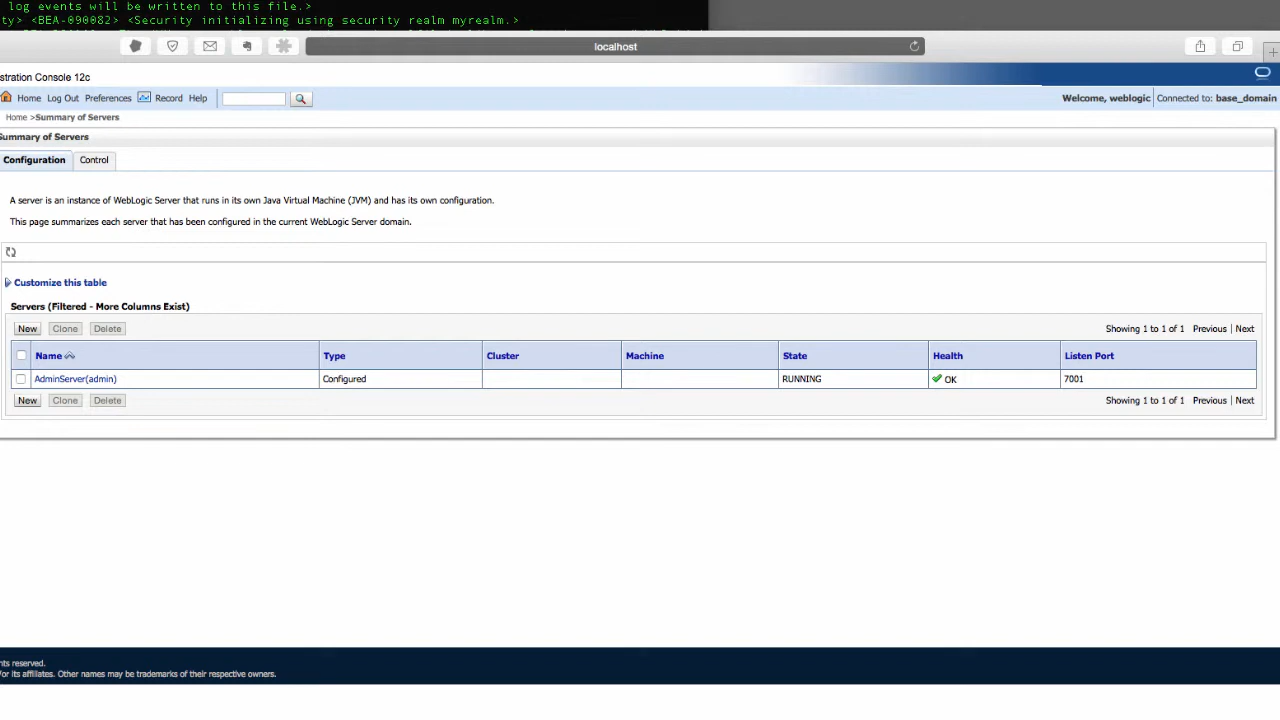 log events will be written to this file.>
ty> <BEA-090082> <Security initializing using security realm myrealm.>
localhost
stration Console 12c
Home Log Out Preferences Record Help
Welcome, weblogic Connected to: base_domain
Home >Summary of Servers
Summary of Servers
Configuration Control
A server is an instance of WebLogic Server that runs in its own Java Virtual Machine (JVM) and has its own configuration.
This page summarizes each server that has been configured in the current WebLogic Server domain.
Customize this table
Servers (Filtered - More Columns Exist)
New Clone Delete Showing 1 to 1 of 1 Previous | Next
Name Type Cluster Machine State Health Listen Port
AdminServer(admin) Configured RUNNING OK 7001
New Clone Delete Showing 1 to 1 of 1 Previous | Next
hts reserved.
/or its affiliates. Other names may be trademarks of their respective owners.